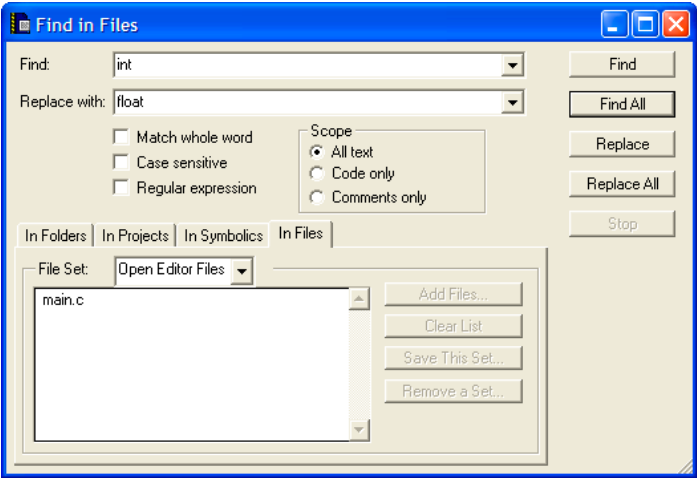 Find in Files
Find: int
Find
Replace with: float
Find All
Match whole word
Case sensitive
Regular expression
Scope
All text
Code only
Comments only
Replace
Replace All
Stop
In Folders In Projects In Symbolics In Files
File Set: Open Editor Files
main.c
Add Files...
Clear List
Save This Set...
Remove a Set...